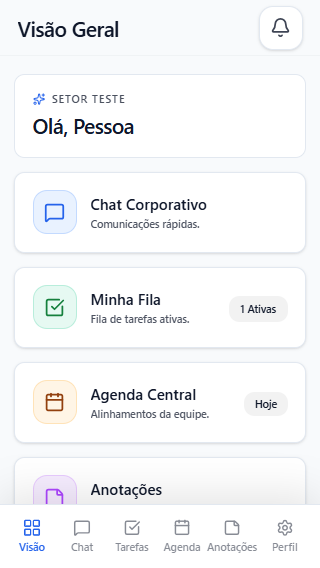 Visão Geral
SETOR TESTE
Olá, Pessoa
Chat Corporativo
Comunicações rápidas.
Minha Fila
Fila de tarefas ativas.
1 Ativas
Agenda Central
Alinhamentos da equipe.
Hoje
Anotações
Visão Chat Tarefas Agenda Anotações Perfil